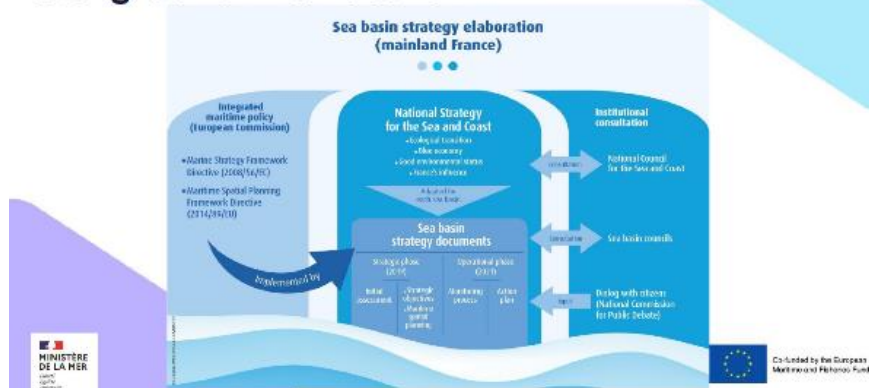 Sea basin strategy elaboration
(mainland France)
Integrated
maritime policy
(European Commission)
•Marine Strategy Framework
Directive (2008/56/EC)
•Maritime Spatial Planning
Framework Directive
(2014/89/EU)
Implemented by
National Strategy
for the Sea and Coast
•Ecological transition
•Blue economy
•Good environmental status
•France's influence
Adapted for
each sea basin
Sea basin
strategy documents
Strategic phase
(2019)
Initial
assessment
•Strategic
objectives
•Maritime
spatial
planning
Operational phase
(2021)
Monitoring
process
Action
plan
Institutional
consultation
National Council
for the Sea and Coast
Sea basin councils
Input
Dialog with citizens
(National Commission
for Public Debate)
MINISTÈRE
DE LA MER
Co-funded by the European
Maritime and Fisheries Fund